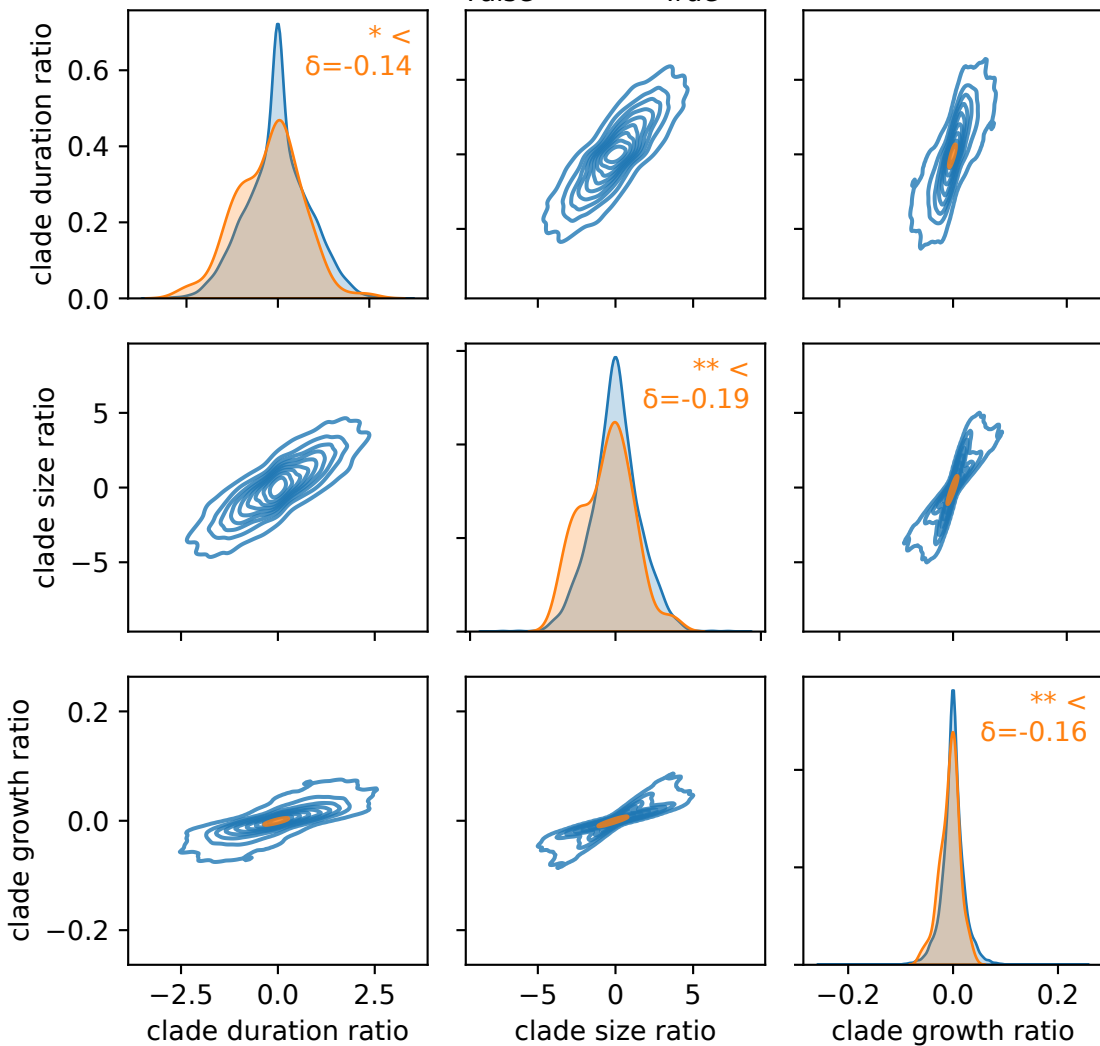 False True
clade duration ratio
0.6
0.4
0.2
0.0
* <
δ=-0.14
clade size ratio
5
0
−5
** <
δ=-0.19
clade growth ratio
0.2
0.0
−0.2
** <
δ=-0.16
−2.5 0.0 2.5
−5 0 5
−0.2 0.0 0.2
clade duration ratio
clade size ratio
clade growth ratio